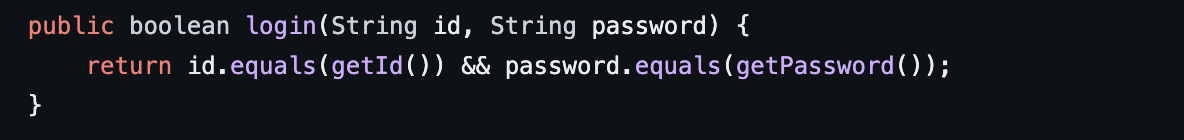 public boolean login(String id, String password) {
    return id.equals(getId()) && password.equals(getPassword());
}